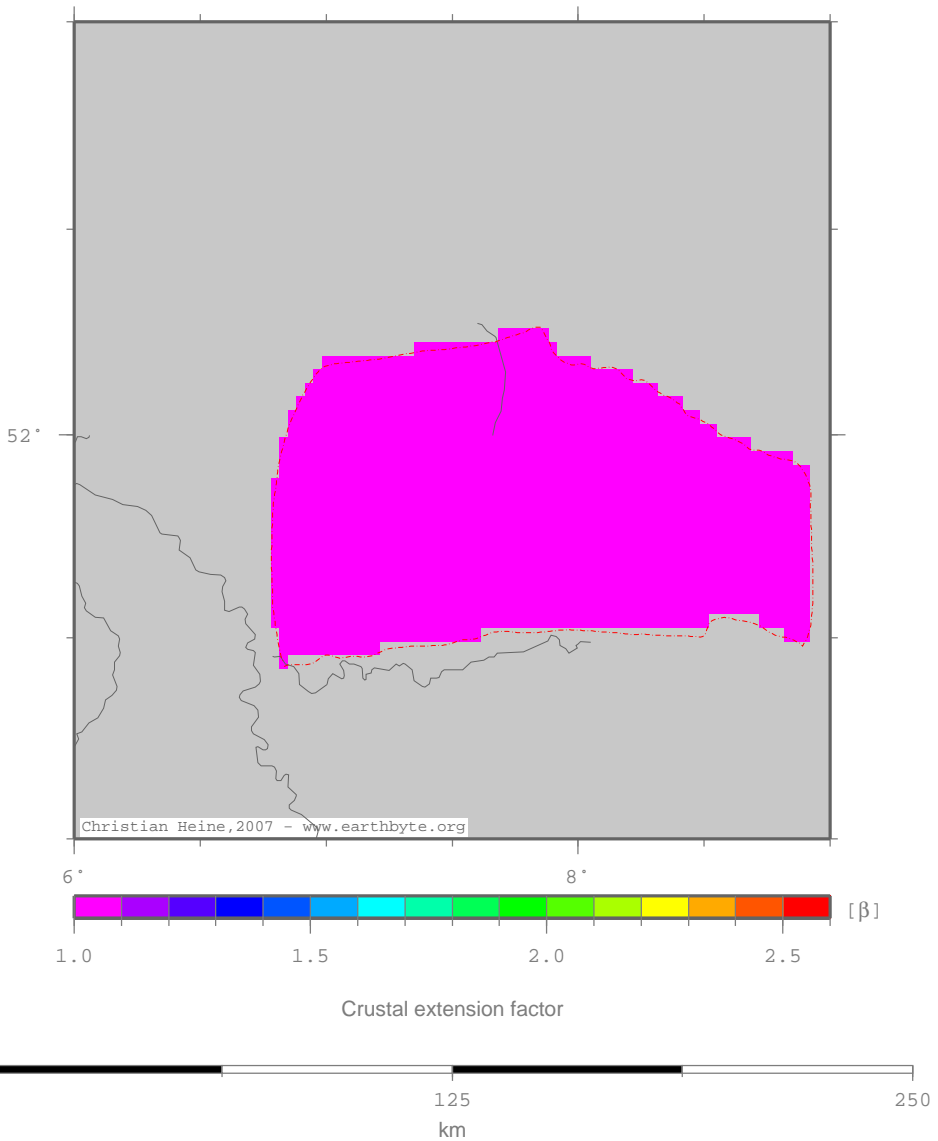 52°
Christian Heine,2007 - www.earthbyte.org
6° 8°
[β]
1.0 1.5 2.0 2.5
Crustal extension factor
125 250
km